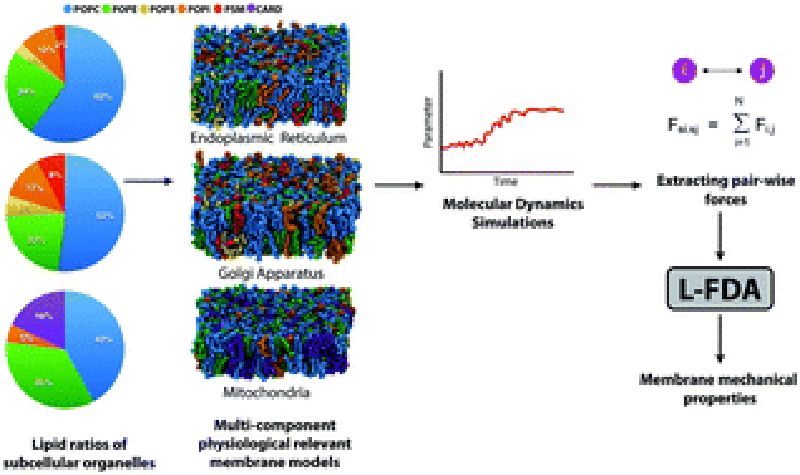 POPC POPE POPS POPI PSM CARD
Endoplasmic Reticulum
Golgi Apparatus
Mitochondria
Lipid ratios of
subcellular organelles
Multi-component
physiological relevant
membrane models
Parameter
Time
Molecular Dynamics
Simulations
i j
N
Σ
Extracting pair-wise
forces
L-FDA
Membrane mechanical
properties